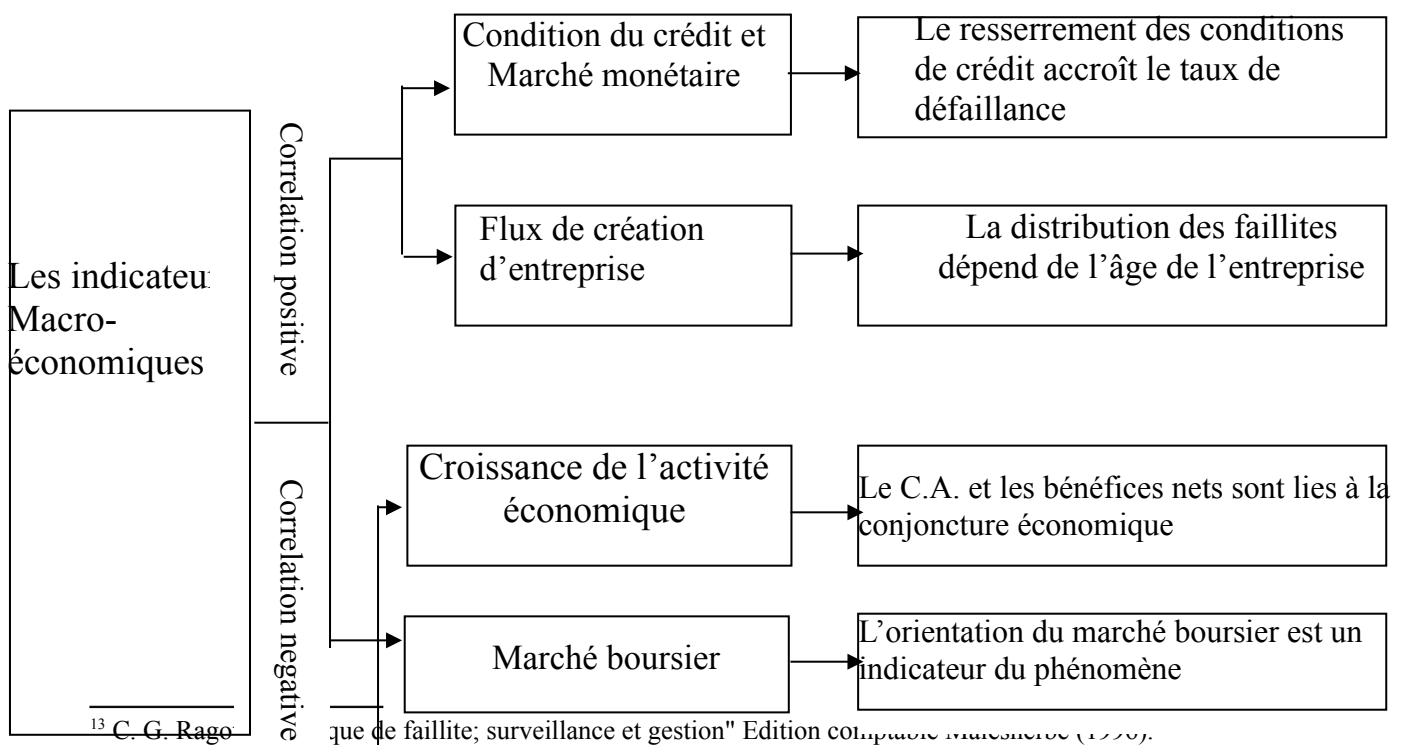 Les
Macro-
économiques
Correlation positive
Condition du crédit et
Marché monétaire
Le resserrement des conditions
de crédit accroît le taux de
défaillance
Flux de création
d’entreprise
La distribution des faillites
dépend de l’âge de l’entreprise
Correlation negative
Croissance de l’activité
économique
Le C.A. et les bénéfices nets sont lies à la
conjoncture économique
Marché boursier
L’orientation du marché boursier est un
indicateur du phénomène
13 C. G. de faillite; surveillance et gestion" Edition